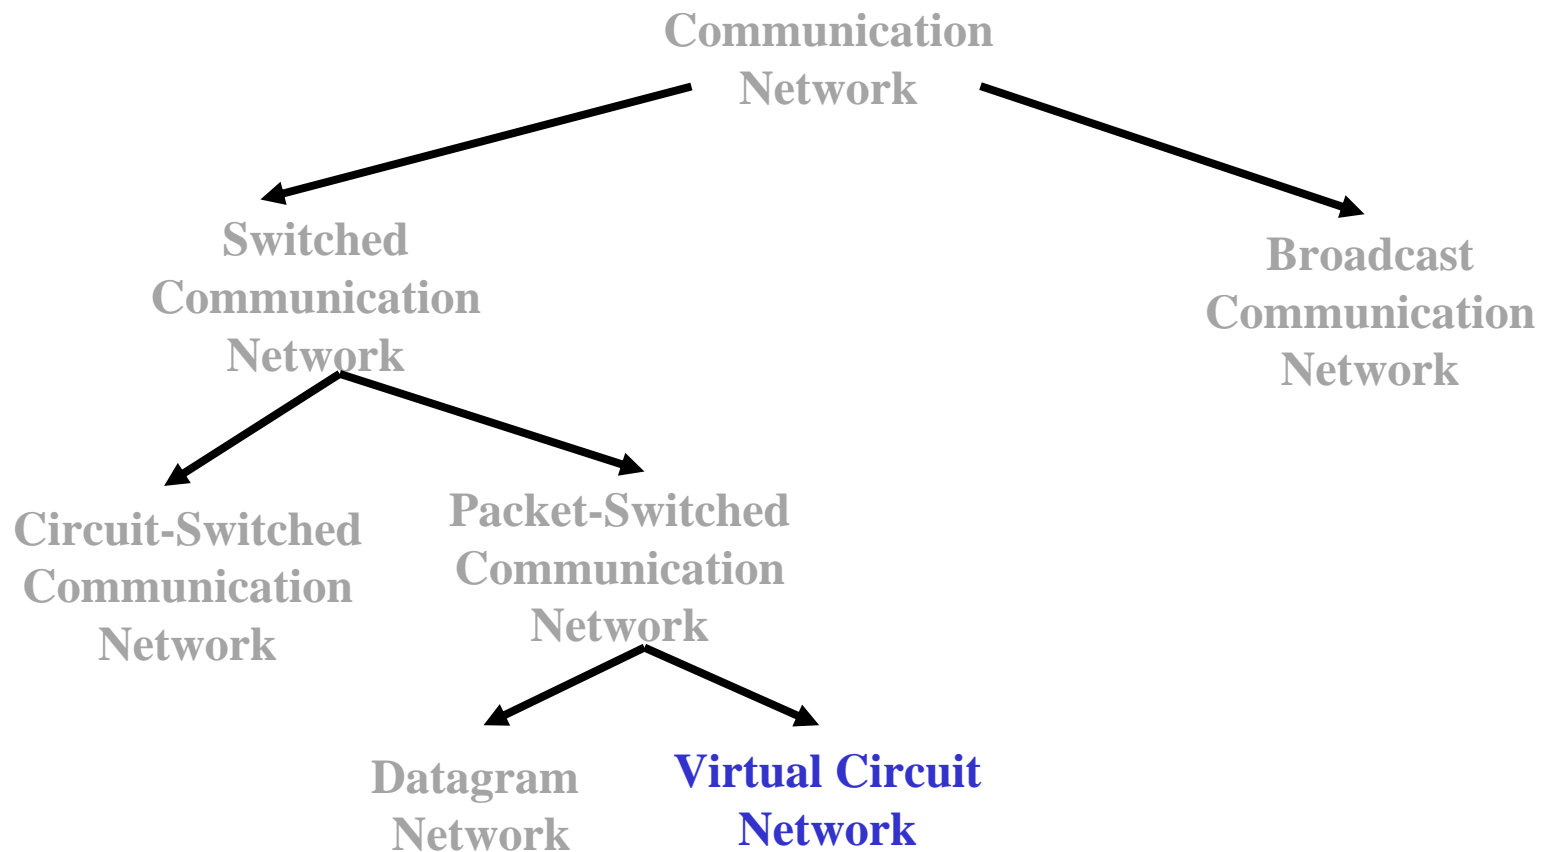 Communication
Network
Switched
Communication
Network
Broadcast
Communication
Network
Circuit-Switched
Communication
Network
Packet-Switched
Communication
Network
Datagram
Network
Virtual Circuit
Network